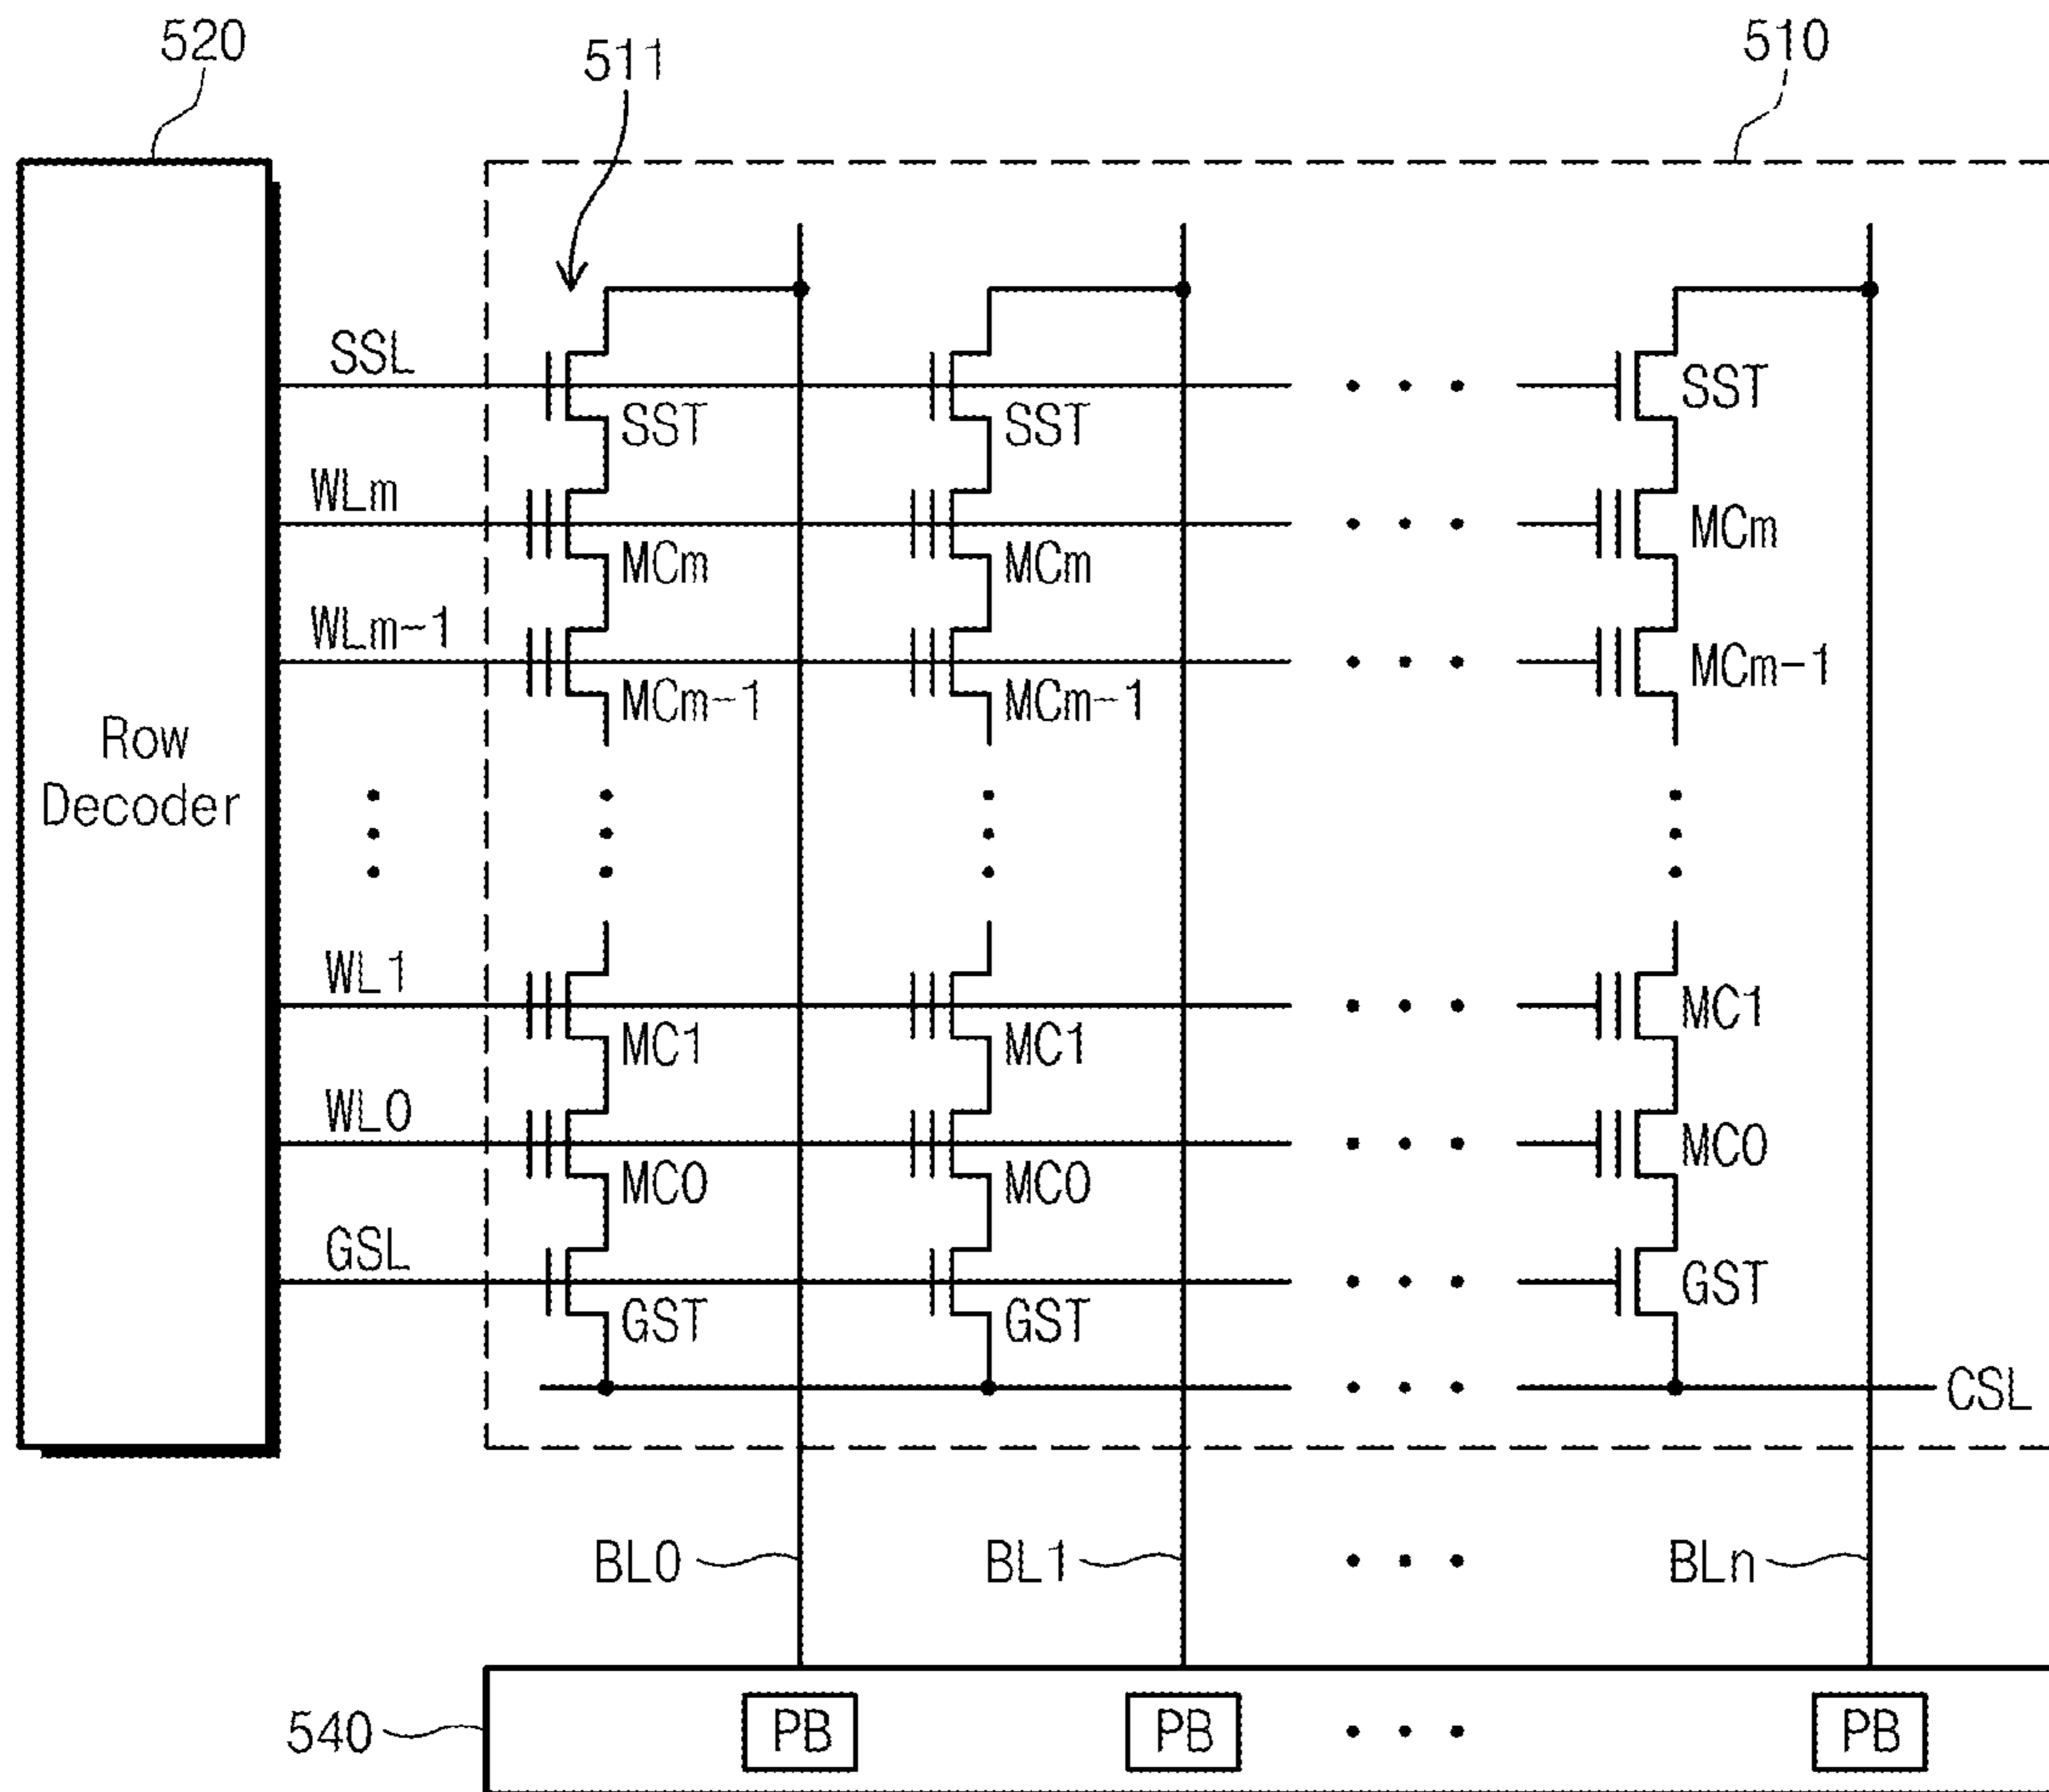 520
511
510
SSL
SST
SST
SST
WLm
MCm
MCm
MCm
WLm-1
MCm-1
MCm-1
MCm-1
Row
Decoder
WL1
MC1
MC1
MC1
WL0
MC0
MC0
MC0
GSL
GST
GST
GST
CSL
BL0
BL1
BLn
540
PB
PB
PB